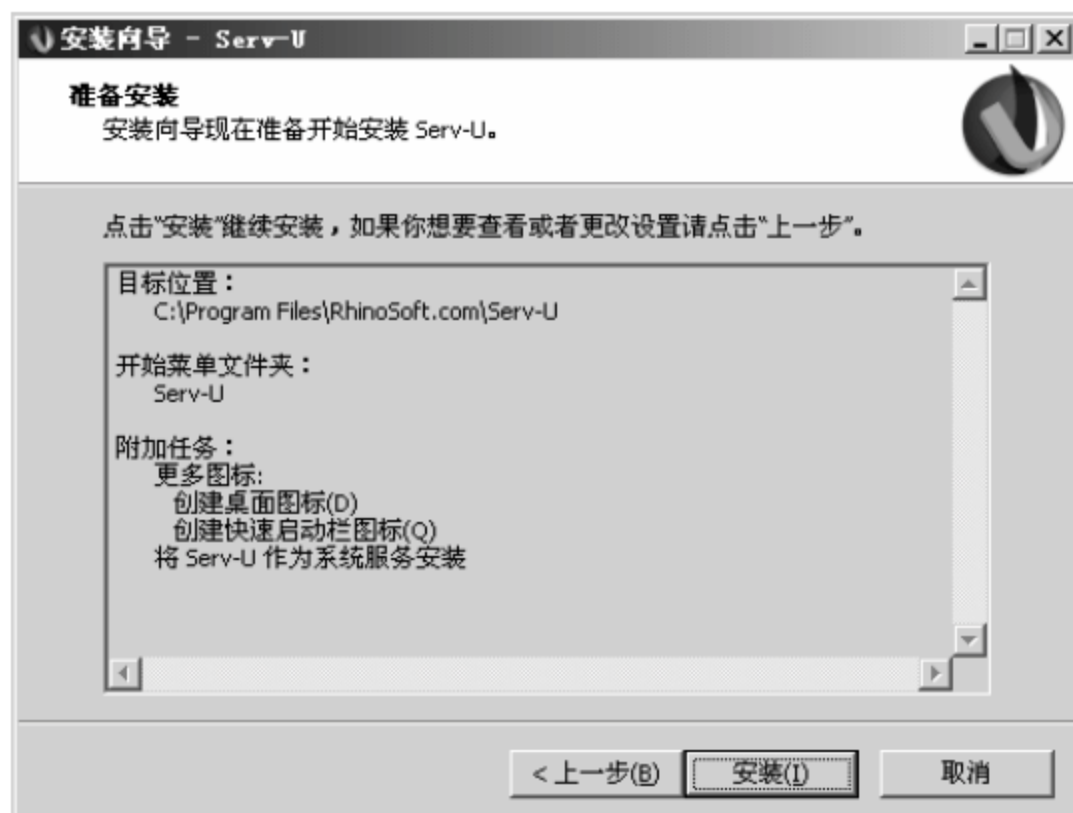 安装向导 - Serv-U
准备安装
安装向导现在准备开始安装 Serv-U。
点击"安装"继续安装，如果你想要查看或者更改设置请点击"上一步"。
目标位置：
C:\Program Files\RhinoSoft.com\Serv-U
开始菜单文件夹：
Serv-U
附加任务：
更多图标:
创建桌面图标(D)
创建快速启动栏图标(Q)
将 Serv-U 作为系统服务安装
< 上一步(B) 安装(I) 取消